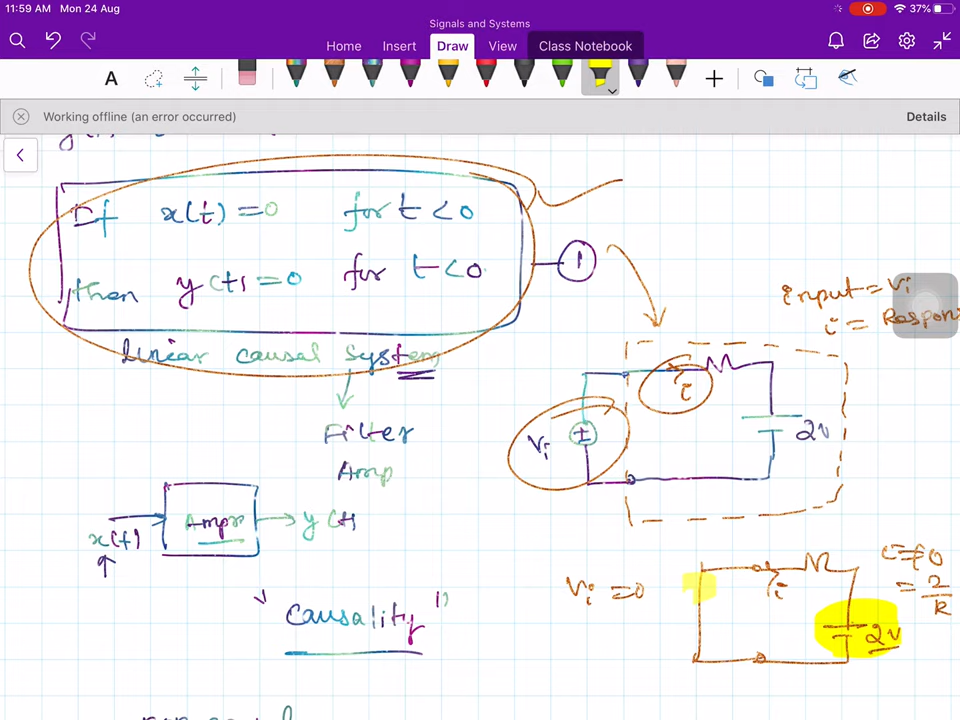 11:59 AM Mon 24 Aug
37%
Signals and Systems
Home Insert Draw View Class Notebook
A
Working offline (an error occurred)
Details
If x(t) = 0 for t < 0
then y(t) = 0 for t < 0
1
linear causal system
Filter
Amp
x(t) Ampr y(t)
"causality"
input = Vi
i = Respon
Vi
i
2V
Vi = 0
i
2V
i ≠ 0
= 2/R